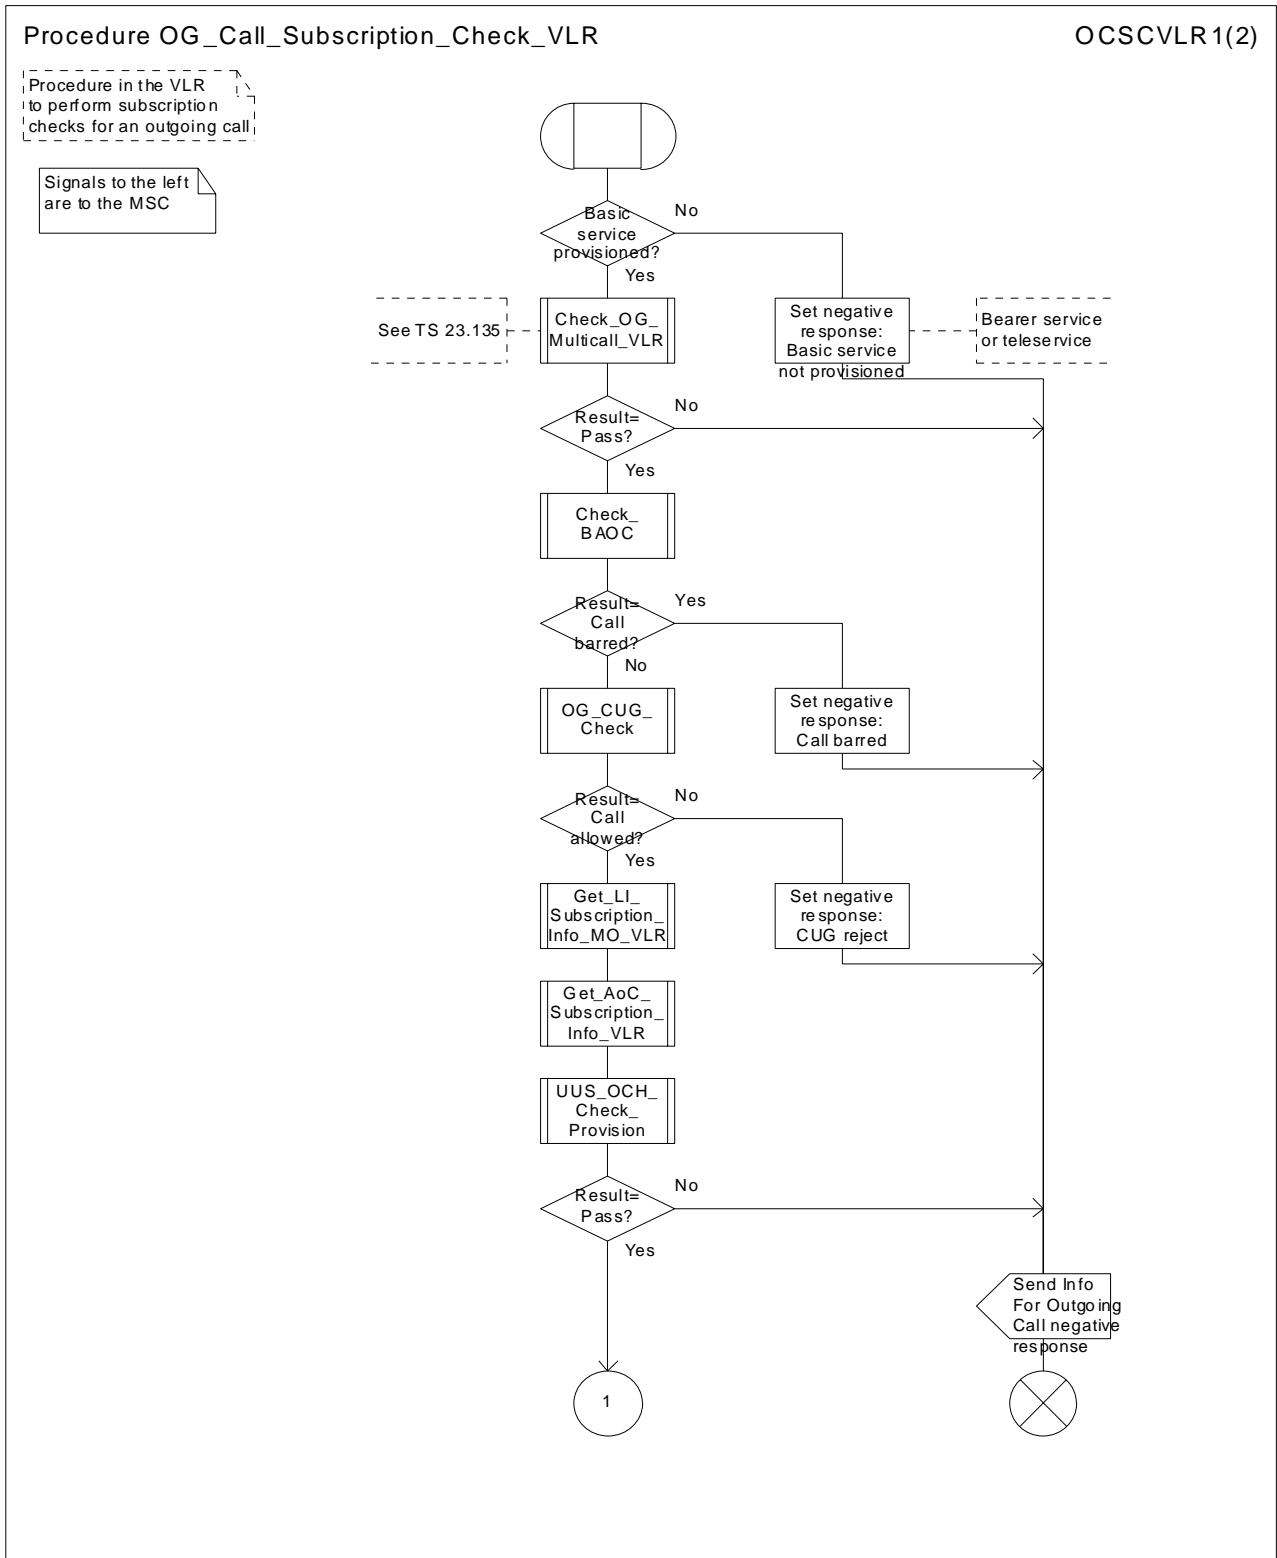 Procedure OG_Call_Subscription_Check_VLR
OCSCVLR1(2)
Procedure in the VLR
to perform subscription
checks for an outgoing call
Signals to the left
are to the MSC
Basic
service
provisioned?
No
Yes
See TS 23.135
Check_OG_
Multicall_VLR
Set negative
response:
Basic service
not provisioned
Bearer service
or teleservice
Result=
Pass?
No
Yes
Check_
BAOC
Result=
Call
barred?
Yes
No
OG_CUG_
Check
Set negative
response:
Call barred
Result=
Call
allowed?
No
Yes
Get_LI_
Subscription_
Info_MO_VLR
Set negative
response:
CUG reject
Get_AoC_
Subscription_
Info_VLR
UUS_OCH_
Check_
Provision
Result=
Pass?
No
Yes
Send Info
For Outgoing
Call negative
response
1